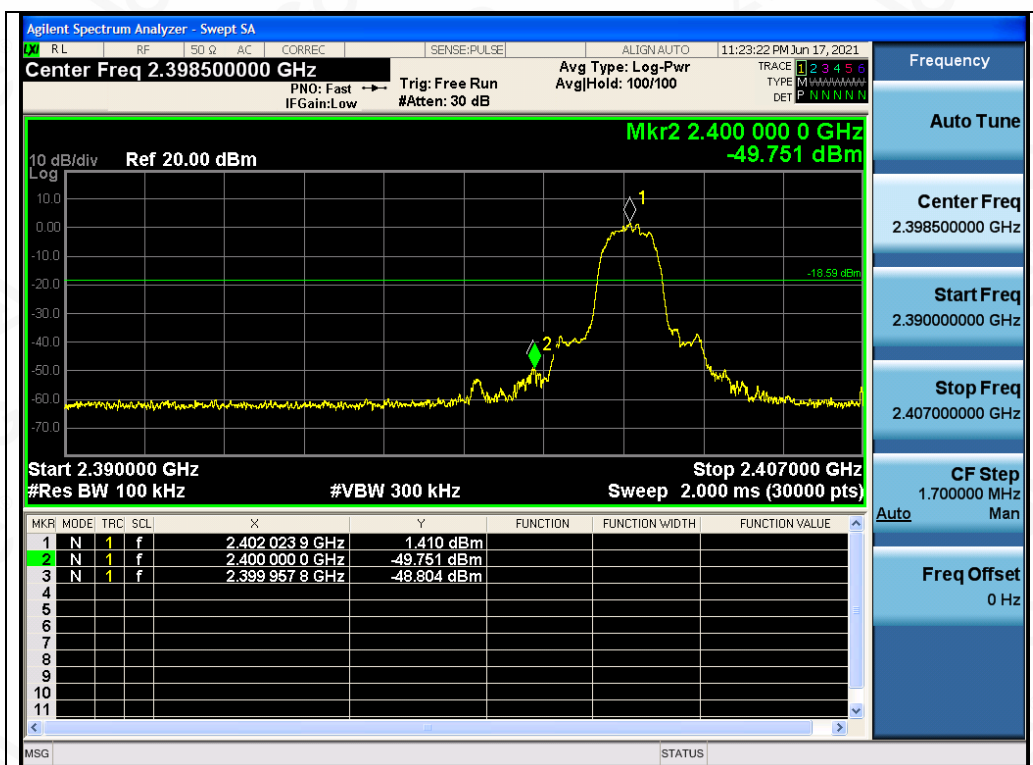 Agilent Spectrum Analyzer - Swept SA
LXI RL RF 50 Ω AC CORREC SENSE:PULSE ALIGN AUTO 11:23:22 PM Jun 17, 2021
Center Freq 2.398500000 GHz
PNO: Fast
IFGain:Low
Trig: Free Run
#Atten: 30 dB
Avg Type: Log-Pwr
Avg|Hold: 100/100
TRACE 1 2 3 4 5 6
TYPE M WWWWW
DET P N N N N N
Mkr2 2.400 000 0 GHz
-49.751 dBm
10 dB/div Ref 20.00 dBm
Log
10.0
0.00
-10.0
-20.0
-30.0
-40.0
-50.0
-60.0
-70.0
1
2
-18.59 dBm
Start 2.390000 GHz Stop 2.407000 GHz
#Res BW 100 kHz #VBW 300 kHz Sweep 2.000 ms (30000 pts)
MKR MODE TRC SCL X Y FUNCTION FUNCTION WIDTH FUNCTION VALUE
1 N 1 f 2.402 023 9 GHz 1.410 dBm
2 N 1 f 2.400 000 0 GHz -49.751 dBm
3 N 1 f 2.399 957 8 GHz -48.804 dBm
4
5
6
7
8
9
10
11
MSG STATUS
Frequency
Auto Tune
Center Freq
2.398500000 GHz
Start Freq
2.390000000 GHz
Stop Freq
2.407000000 GHz
CF Step
1.700000 MHz
Auto Man
Freq Offset
0 Hz